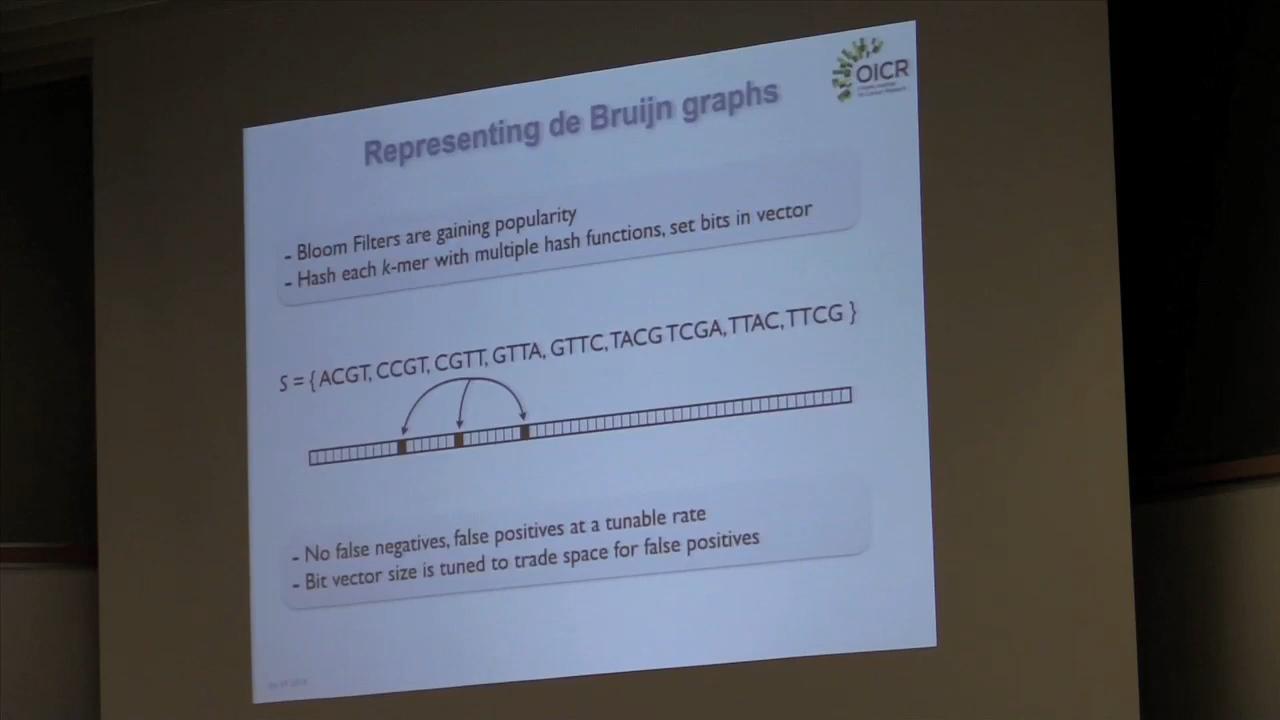 OICR
Representing de Bruijn graphs
- Bloom Filters are gaining popularity
- Hash each k-mer with multiple hash functions, set bits in vector
S = { ACGT, CCGT, CGTT, GTTA, GTTC, TACG TCGA, TTAC, TTCG }
- No false negatives, false positives at a tunable rate
- Bit vector size is tuned to trade space for false positives